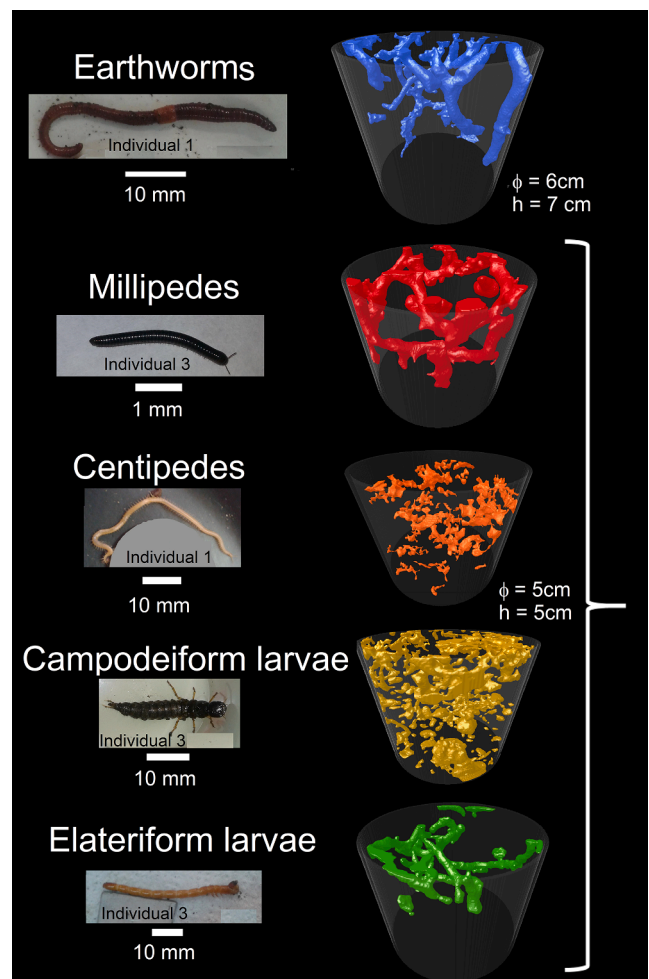 Earthworms
Individual 1
10 mm
ϕ = 6cm
h = 7 cm
Millipedes
Individual 3
1 mm
Centipedes
Individual 1
10 mm
ϕ = 5cm
h = 5cm
Campodeiform larvae
Individual 3
10 mm
Elateriform larvae
Individual 3
10 mm